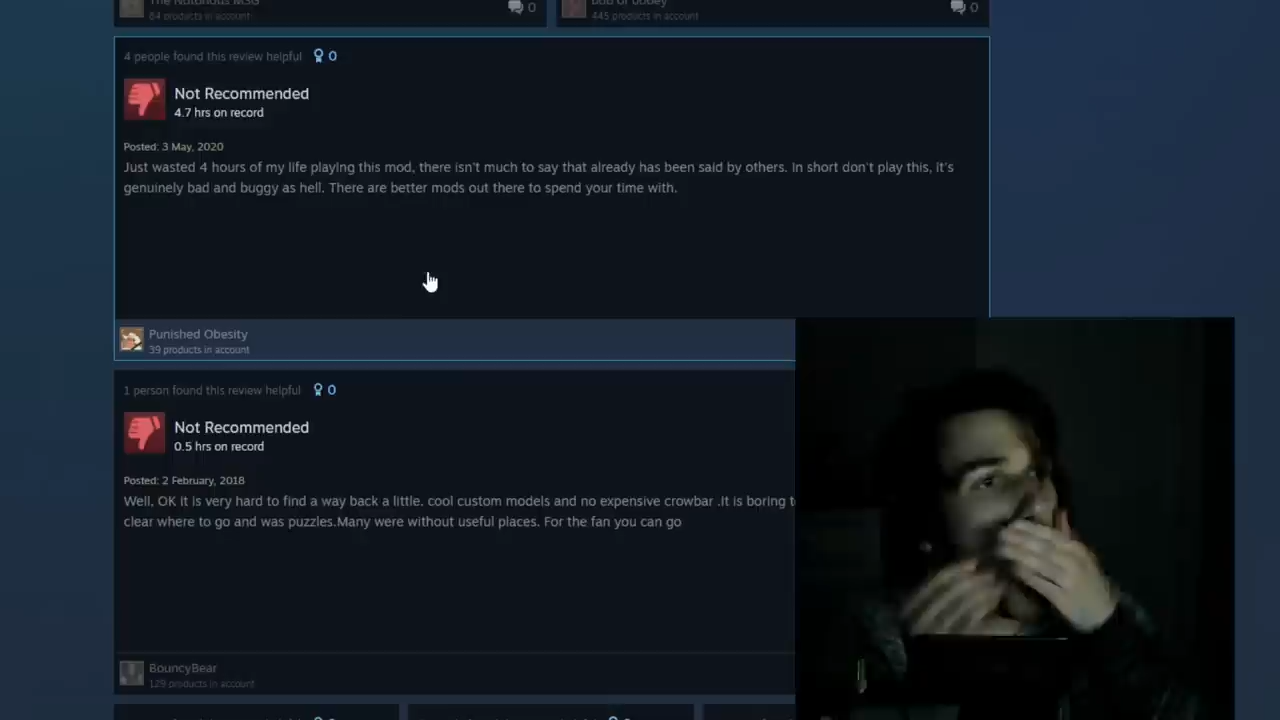 The Notorious MSG
84 products in account
0
445 products in account
0
4 people found this review helpful
0
Not Recommended
4.7 hrs on record
Posted: 3 May, 2020
Just wasted 4 hours of my life playing this mod, there isn't much to say that already has been said by others. In short don't play this, it's
genuinely bad and buggy as hell. There are better mods out there to spend your time with.
Punished Obesity
39 products in account
1 person found this review helpful
0
Not Recommended
0.5 hrs on record
Posted: 2 February, 2018
Well, OK it is very hard to find a way back a little. cool custom models and no expensive crowbar .It is boring
clear where to go and was puzzles.Many were without useful places. For the fan you can go
BouncyBear
129 products in account